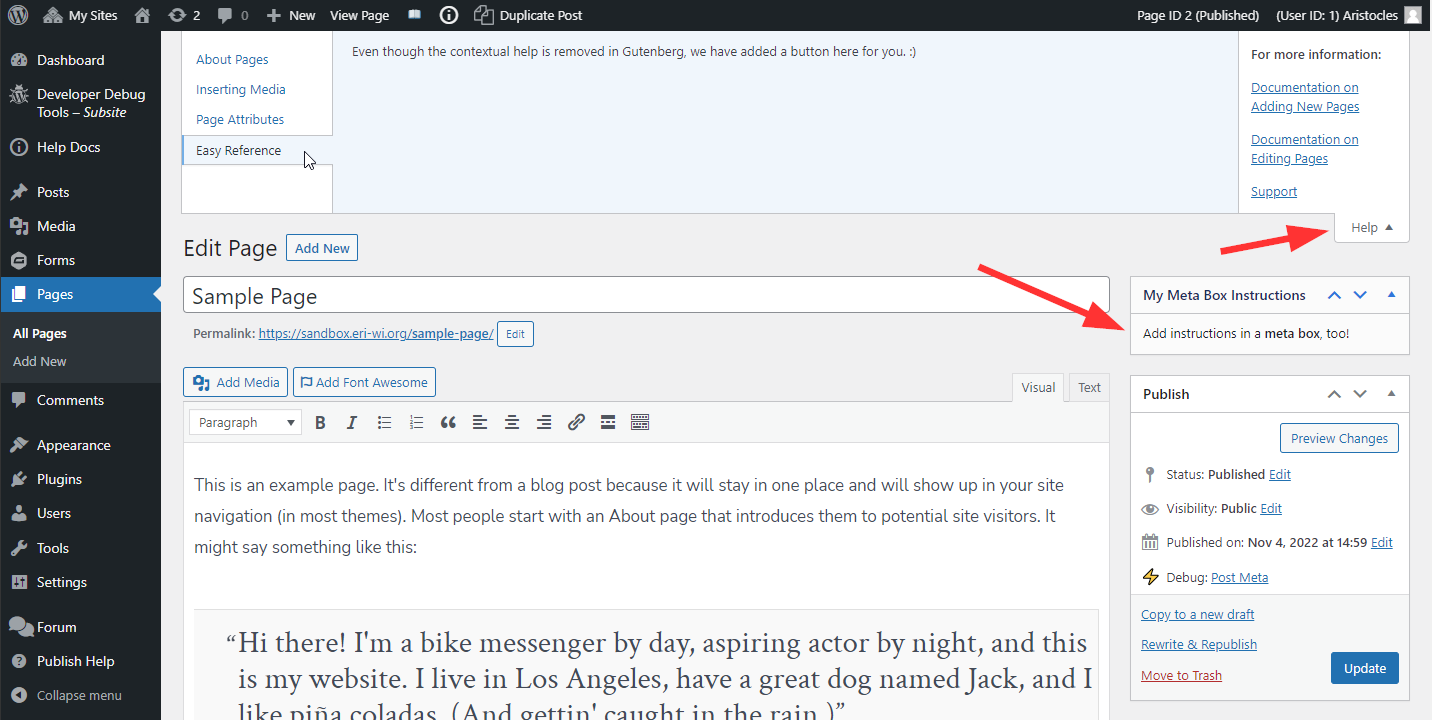 My Sites
2
0
New
View Page
Duplicate Post
Page ID 2 (Published)
(User ID: 1) Aristocles
Dashboard
Developer Debug
Tools – Subsite
Help Docs
Posts
Media
Forms
Pages
All Pages
Add New
Comments
Appearance
Plugins
Users
Tools
Settings
Forum
Publish Help
Collapse menu
About Pages
Inserting Media
Page Attributes
Easy Reference
Even though the contextual help is removed in Gutenberg, we have added a button here for you. :)
For more information:
Documentation on
Adding New Pages
Documentation on
Editing Pages
Support
Help
Edit Page
Add New
Sample Page
Permalink: https://sandbox.eri-wi.org/sample-page/ Edit
Add Media
Add Font Awesome
Visual
Text
Paragraph
B
I
This is an example page. It's different from a blog post because it will stay in one place and will show up in your site
navigation (in most themes). Most people start with an About page that introduces them to potential site visitors. It
might say something like this:
“Hi there! I'm a bike messenger by day, aspiring actor by night, and this
is my website. I live in Los Angeles, have a great dog named Jack, and I
like piña coladas. (And gettin' caught in the rain.)”
My Meta Box Instructions
Add instructions in a meta box, too!
Publish
Preview Changes
Status: Published Edit
Visibility: Public Edit
Published on: Nov 4, 2022 at 14:59 Edit
Debug: Post Meta
Copy to a new draft
Rewrite & Republish
Move to Trash
Update